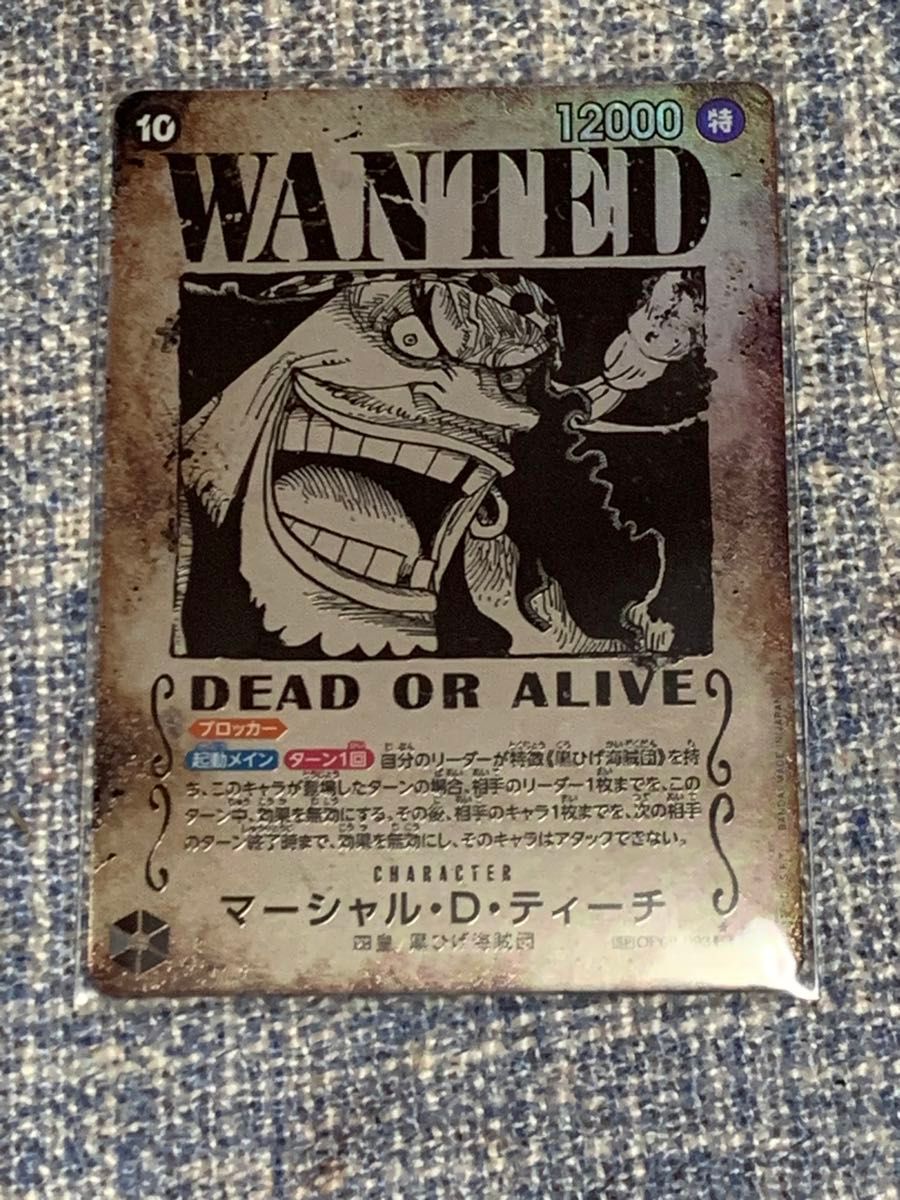 10
12000 特
WANTED
DEAD OR ALIVE
ブロッカー
起動メイン ターン1回 自分のリーダーが特徴《黒ひげ海賊団》を持
ち、このキャラが登場したターンの場合、相手のリーダー1枚までを、この
ターン中、効果を無効にする。その後、相手のキャラ1枚までを、次の相手
のターン終了時まで、効果を無効にし、そのキャラはアタックできない。
CHARACTER
マーシャル・D・ティーチ
四皇 黒ひげ海賊団
BANDAI MADE IN JAPAN